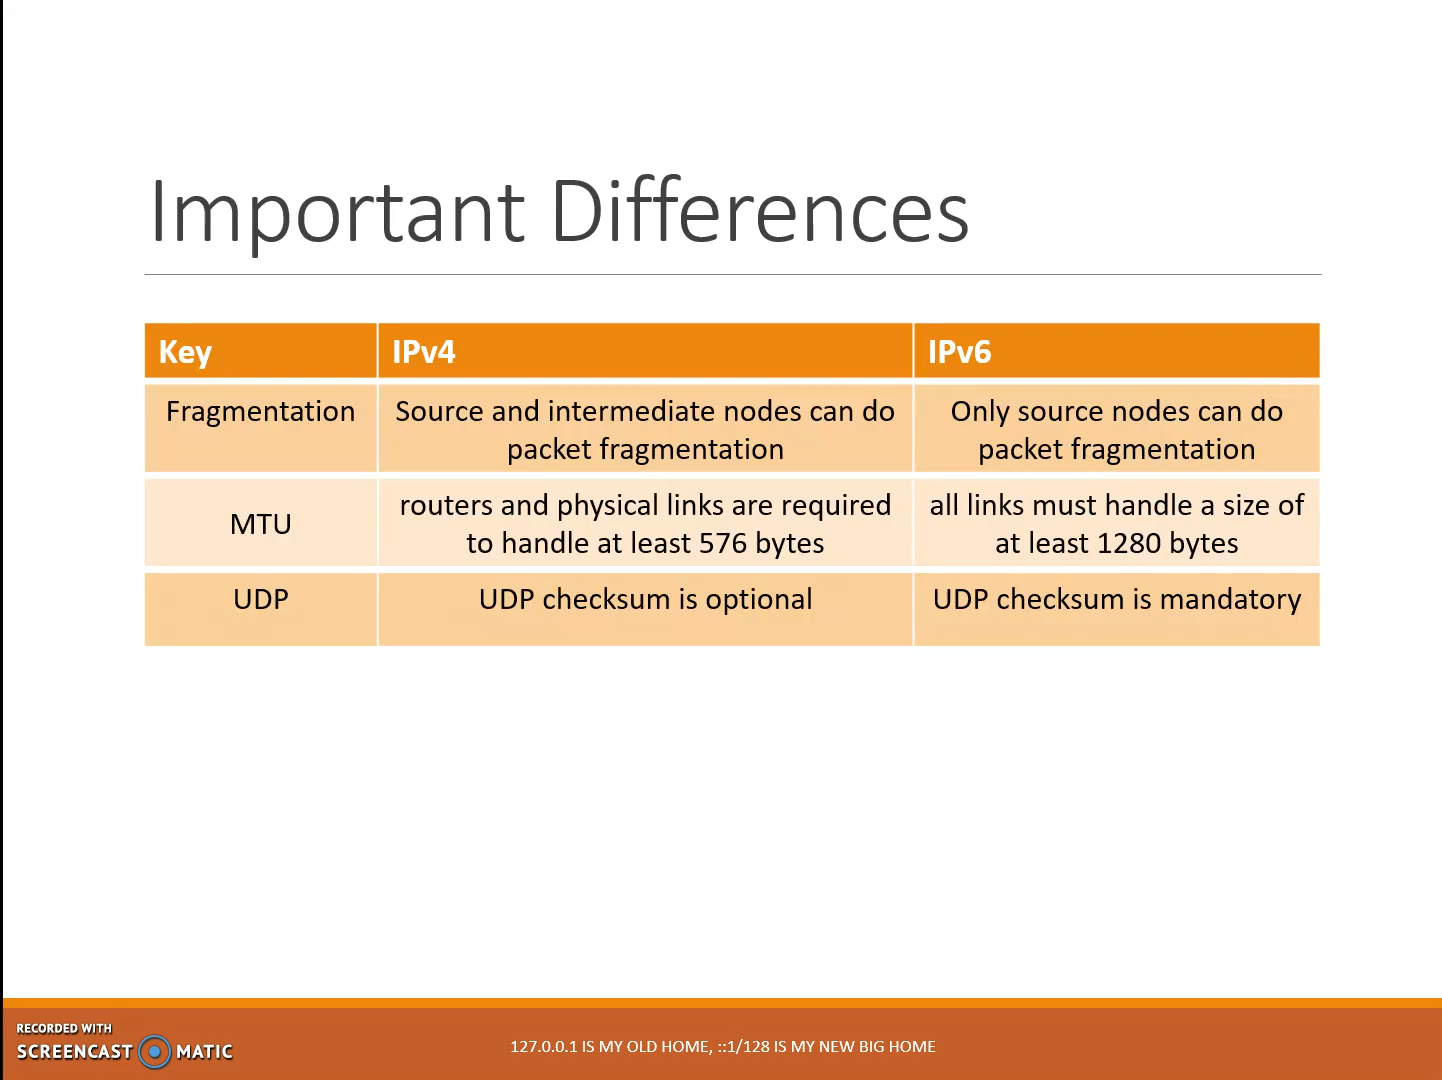 Important Differences
Key IPv4 IPv6
Fragmentation
Source and intermediate nodes can do
packet fragmentation
Only source nodes can do
packet fragmentation
MTU
routers and physical links are required
to handle at least 576 bytes
all links must handle a size of
at least 1280 bytes
UDP
UDP checksum is optional
UDP checksum is mandatory
RECORDED WITH
SCREENCAST MATIC
127.0.0.1 IS MY OLD HOME, ::1/128 IS MY NEW BIG HOME